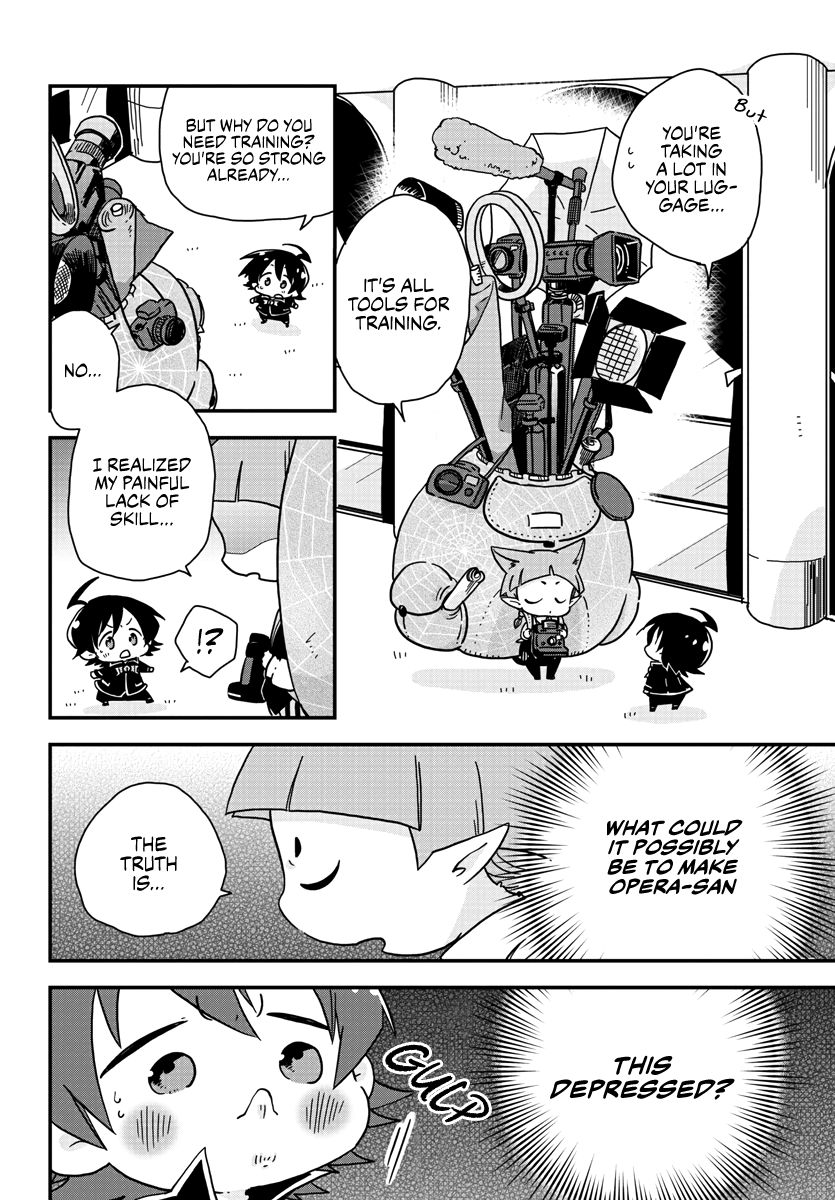 But
YOU'RE
TAKING
A LOT IN
YOUR LUG-
GAGE...
IT'S ALL
TOOLS FOR
TRAINING.
BUT WHY DO YOU
NEED TRAINING?
YOU'RE SO STRONG
ALREADY...
NO...
I REALIZED
MY PAINFUL
LACK OF
SKILL...
!?
WHAT COULD
IT POSSIBLY
BE TO MAKE
OPERA-SAN
THE
TRUTH
IS...
THIS
DEPRESSED?
GULP